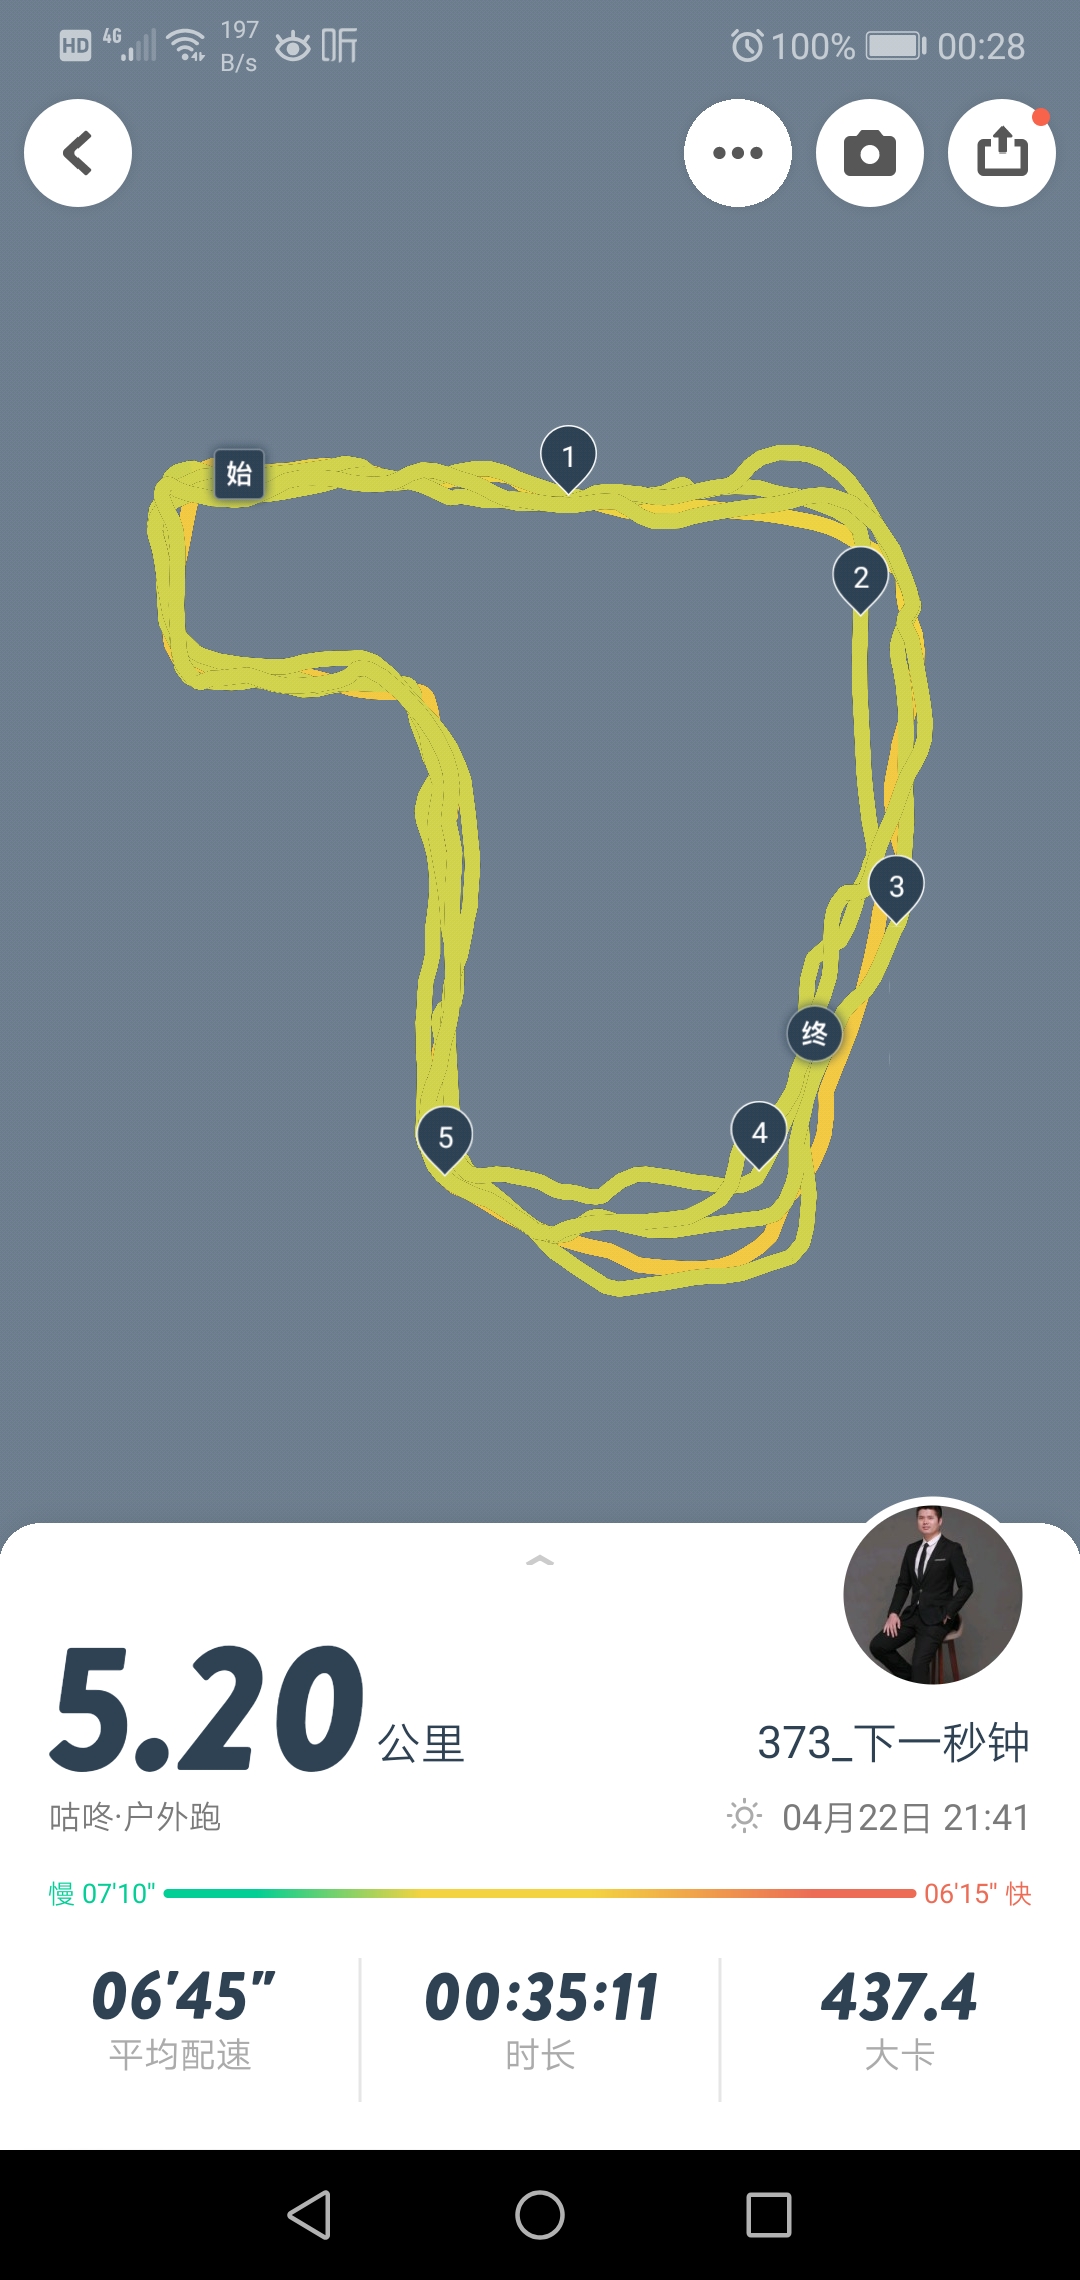 HD 4G 197 B/s 听 100% 00:28
始
1
2
3
终
4
5
5.20 公里
373_下一秒钟
咕咚·户外跑
04月22日 21:41
慢 07'10" 06'15" 快
06'45" 00:35:11 437.4
平均配速 时长 大卡